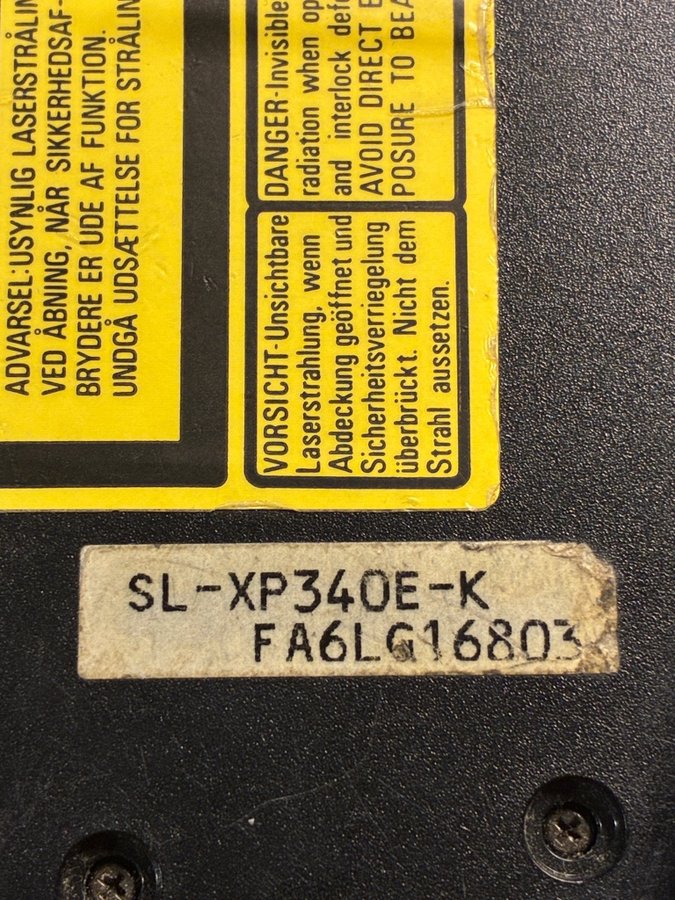 ADVARSEL: USYNLIG LASERSTRÅLIN
VED ÅBNING, NÅR SIKKERHEDSAF-
BRYDERE ER UDE AF FUNKTION.
UNDGÅ UDSÆTTELSE FOR STRÅLIN
DANGER-Invisible
radiation when op
and interlock defe
AVOID DIRECT E
POSURE TO BEA
VORSICHT-Unsichtbare
Laserstrahlung, wenn
Abdeckung geöffnet und
Sicherheitsverriegelung
überbrückt. Nicht dem
Strahl aussetzen.
SL-XP340E-K
FA6LG16803